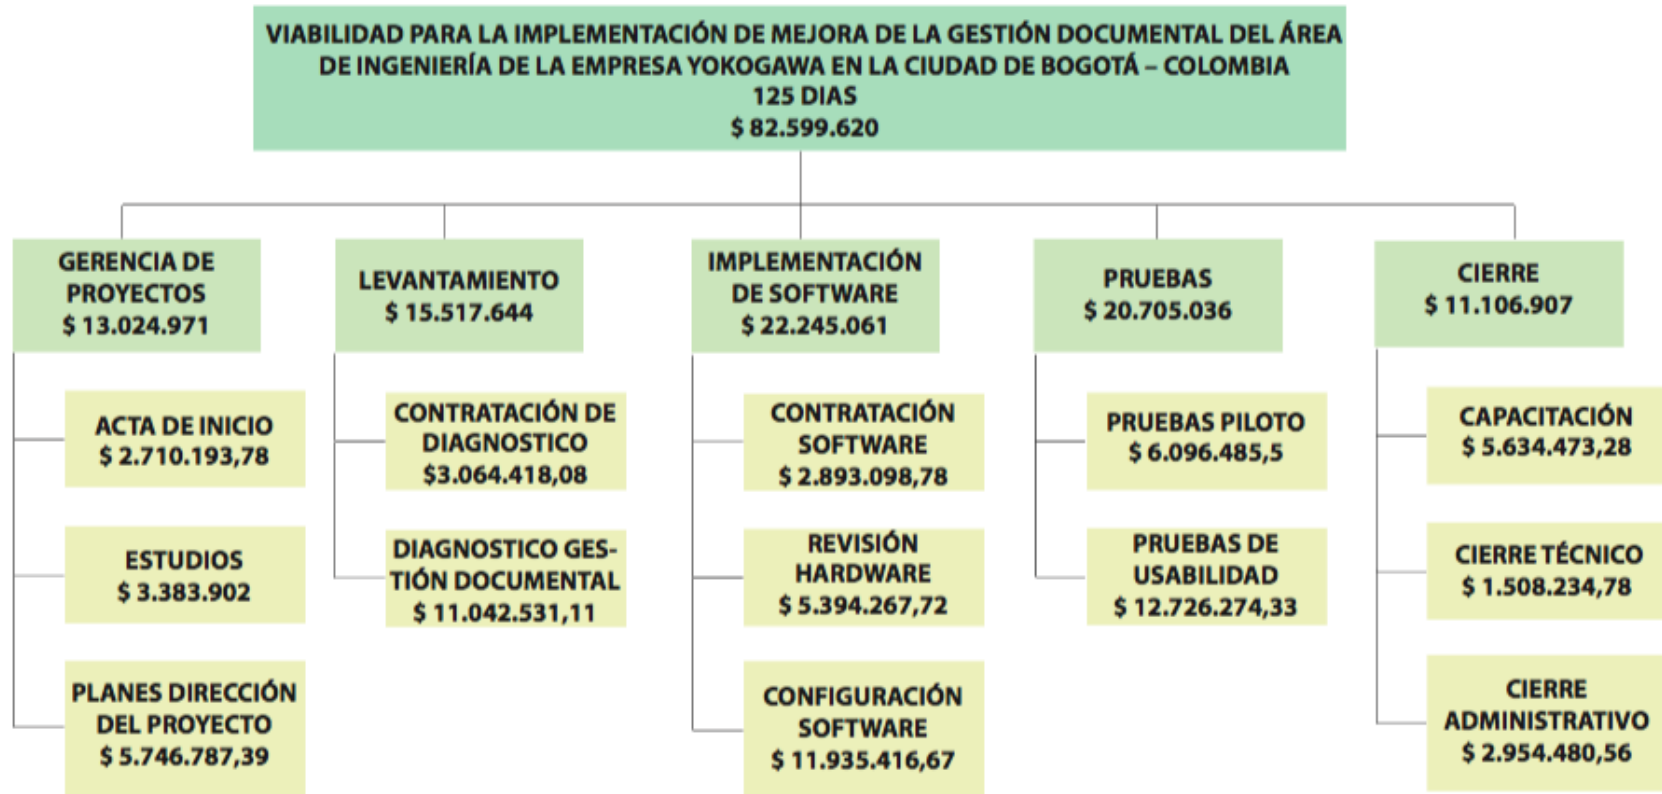 VIABILIDAD PARA LA IMPLEMENTACIÓN DE MEJORA DE LA GESTIÓN DOCUMENTAL DEL ÁREA
DE INGENIERÍA DE LA EMPRESA YOKOGAWA EN LA CIUDAD DE BOGOTÁ – COLOMBIA
125 DIAS
$ 82.599.620
GERENCIA DE
PROYECTOS
$ 13.024.971
ACTA DE INICIO
$ 2.710.193,78
ESTUDIOS
$ 3.383.902
PLANES DIRECCIÓN
DEL PROYECTO
$ 5.746.787,39
LEVANTAMIENTO
$ 15.517.644
CONTRATACIÓN DE
DIAGNOSTICO
$3.064.418,08
DIAGNOSTICO GES-
TIÓN DOCUMENTAL
$ 11.042.531,11
IMPLEMENTACIÓN
DE SOFTWARE
$ 22.245.061
CONTRATACIÓN
SOFTWARE
$ 2.893.098,78
REVISIÓN
HARDWARE
$ 5.394.267,72
CONFIGURACIÓN
SOFTWARE
$ 11.935.416,67
PRUEBAS
$ 20.705.036
PRUEBAS PILOTO
$ 6.096.485,5
PRUEBAS DE
USABILIDAD
$ 12.726.274,33
CIERRE
$ 11.106.907
CAPACITACIÓN
$ 5.634.473,28
CIERRE TÉCNICO
$ 1.508.234,78
CIERRE
ADMINISTRATIVO
$ 2.954.480,56